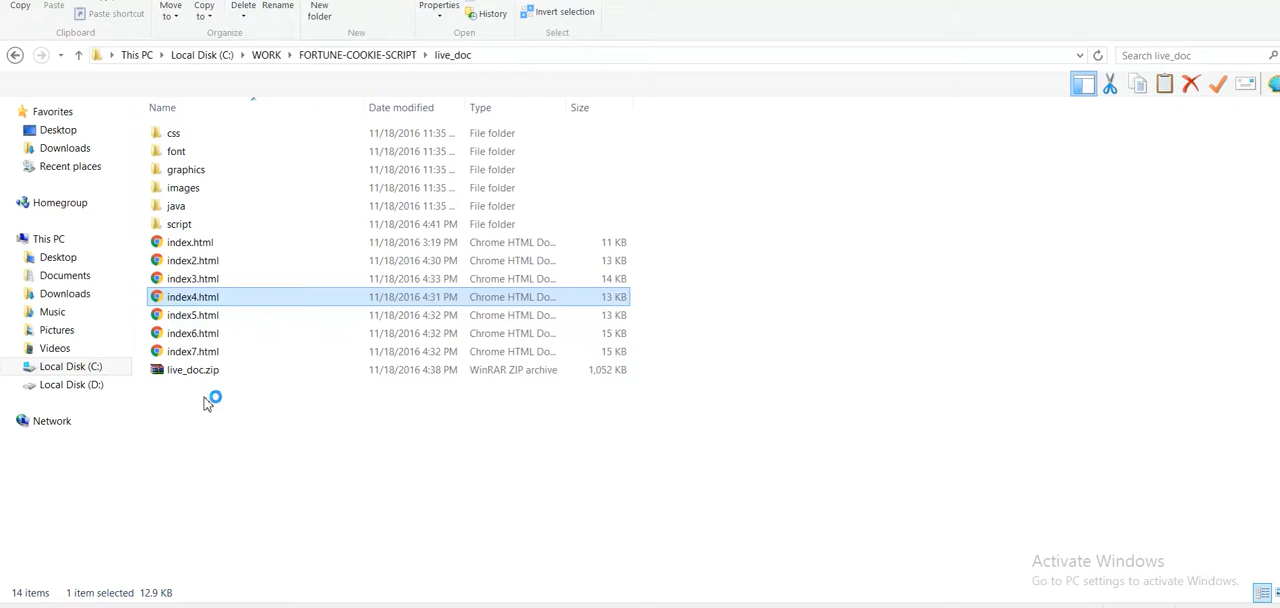 Copy Paste Paste shortcut Move to Copy to Delete Rename New folder Properties History Open Invert selection
Clipboard Organize New Open Select
This PC Local Disk (C:) WORK FORTUNE-COOKIE-SCRIPT live_doc Search live_doc
Name Date modified Type Size
Favorites
Desktop
Downloads
Recent places
Homegroup
This PC
Desktop
Documents
Downloads
Music
Pictures
Videos
Local Disk (C:)
Local Disk (D:)
Network
css 11/18/2016 11:35 ... File folder
font 11/18/2016 11:35 ... File folder
graphics 11/18/2016 11:35 ... File folder
images 11/18/2016 11:35 ... File folder
java 11/18/2016 11:35 ... File folder
script 11/18/2016 4:41 PM File folder
index.html 11/18/2016 3:19 PM Chrome HTML Do... 11 KB
index2.html 11/18/2016 4:30 PM Chrome HTML Do... 13 KB
index3.html 11/18/2016 4:33 PM Chrome HTML Do... 14 KB
index4.html 11/18/2016 4:31 PM Chrome HTML Do... 13 KB
index5.html 11/18/2016 4:32 PM Chrome HTML Do... 13 KB
index6.html 11/18/2016 4:32 PM Chrome HTML Do... 15 KB
index7.html 11/18/2016 4:32 PM Chrome HTML Do... 15 KB
live_doc.zip 11/18/2016 4:38 PM WinRAR ZIP archive 1,052 KB
Activate Windows
Go to PC settings to activate Windows.
14 items 1 item selected 12.9 KB